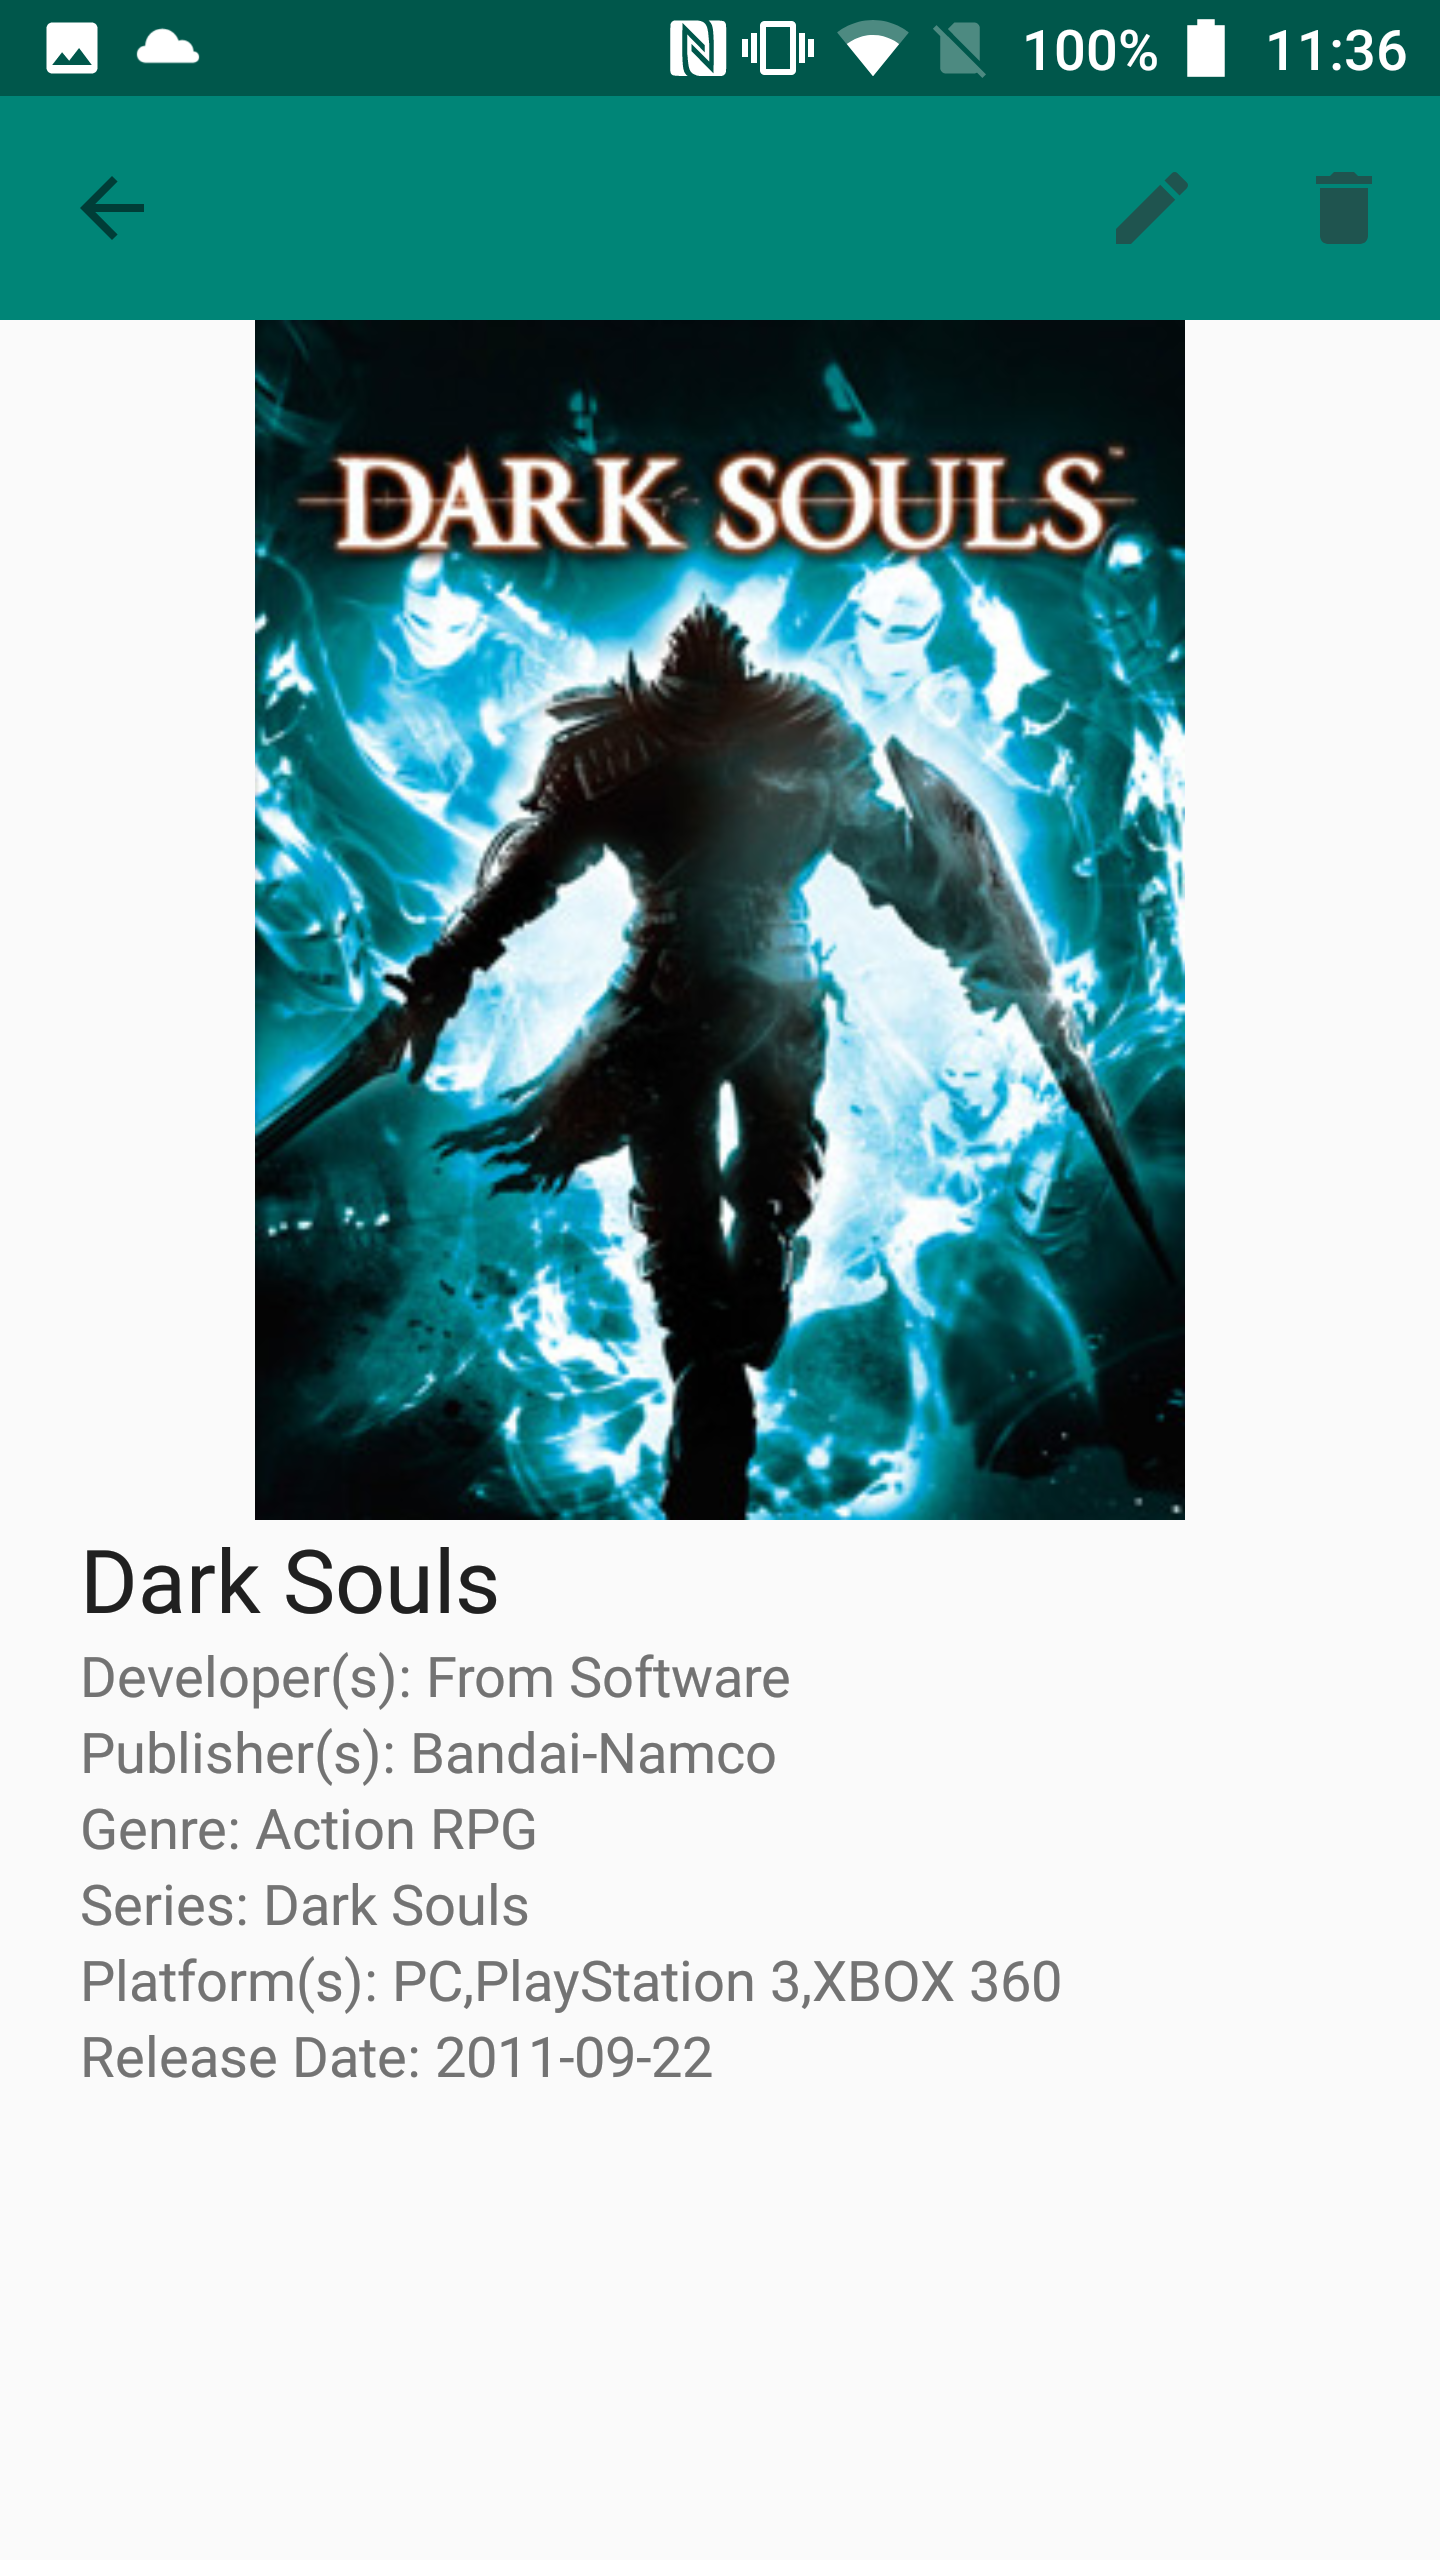 100% 11:36
DARK SOULS™
Dark Souls
Developer(s): From Software
Publisher(s): Bandai-Namco
Genre: Action RPG
Series: Dark Souls
Platform(s): PC,PlayStation 3,XBOX 360
Release Date: 2011-09-22